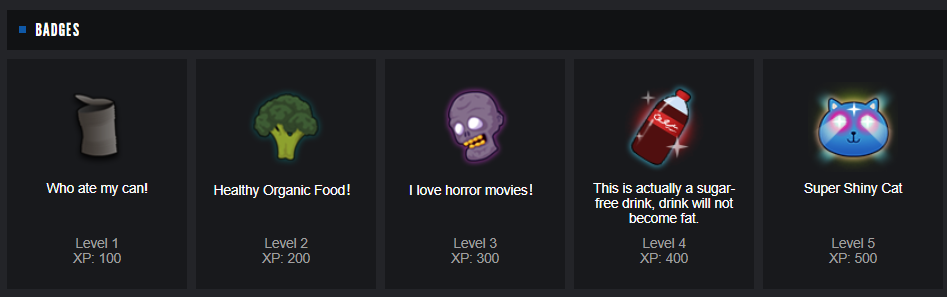 BADGES
Who ate my can!
Healthy Organic Food!
I love horror movies!
This is actually a sugar-
free drink, drink will not
become fat.
Super Shiny Cat
Level 1
XP: 100
Level 2
XP: 200
Level 3
XP: 300
Level 4
XP: 400
Level 5
XP: 500